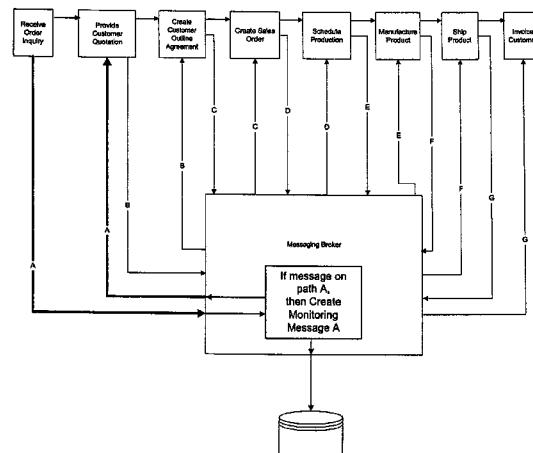 Receive
Order
Inquiry
Provide
Customer
Quotation
Create
Customer
Outline
Agreement
Create Sales
Order
Schedule
Production
Manufacture
Product
Ship
Product
Invoice
Customer
C
C
D
D
E
E
F
F
G
G
B
B
A
A
Messaging Broker
If message on
path A,
then Create
Monitoring
Message A